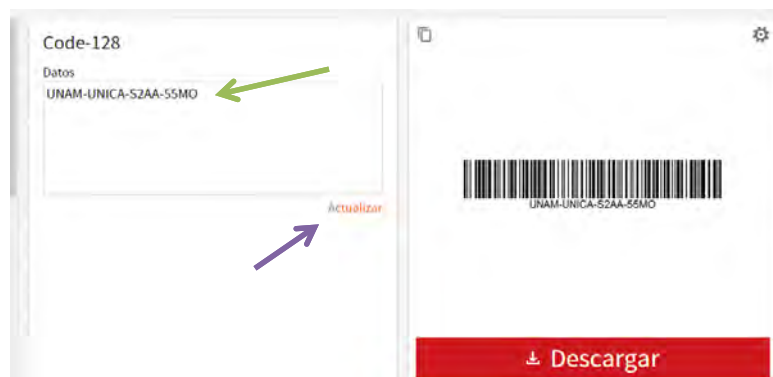 Code-128
Datos
UNAM-UNICA-S2AA-55MO
Actualizar
UNAM-UNICA-S2AA-55MO
Descargar